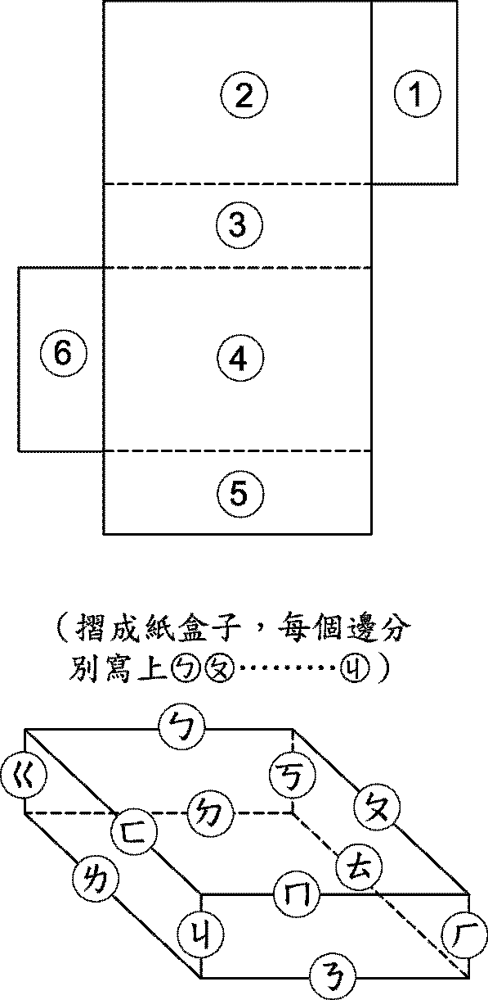 ② ①
③
⑥ ④
⑤
(摺成紙盒子，每個邊分
別寫上ㄅㄆ………ㄐ)
ㄅ
ㄍ ㄎ
ㄉ ㄆ
ㄈ
ㄌ ㄊ
ㄇ
ㄐ ㄏ
ㄋ